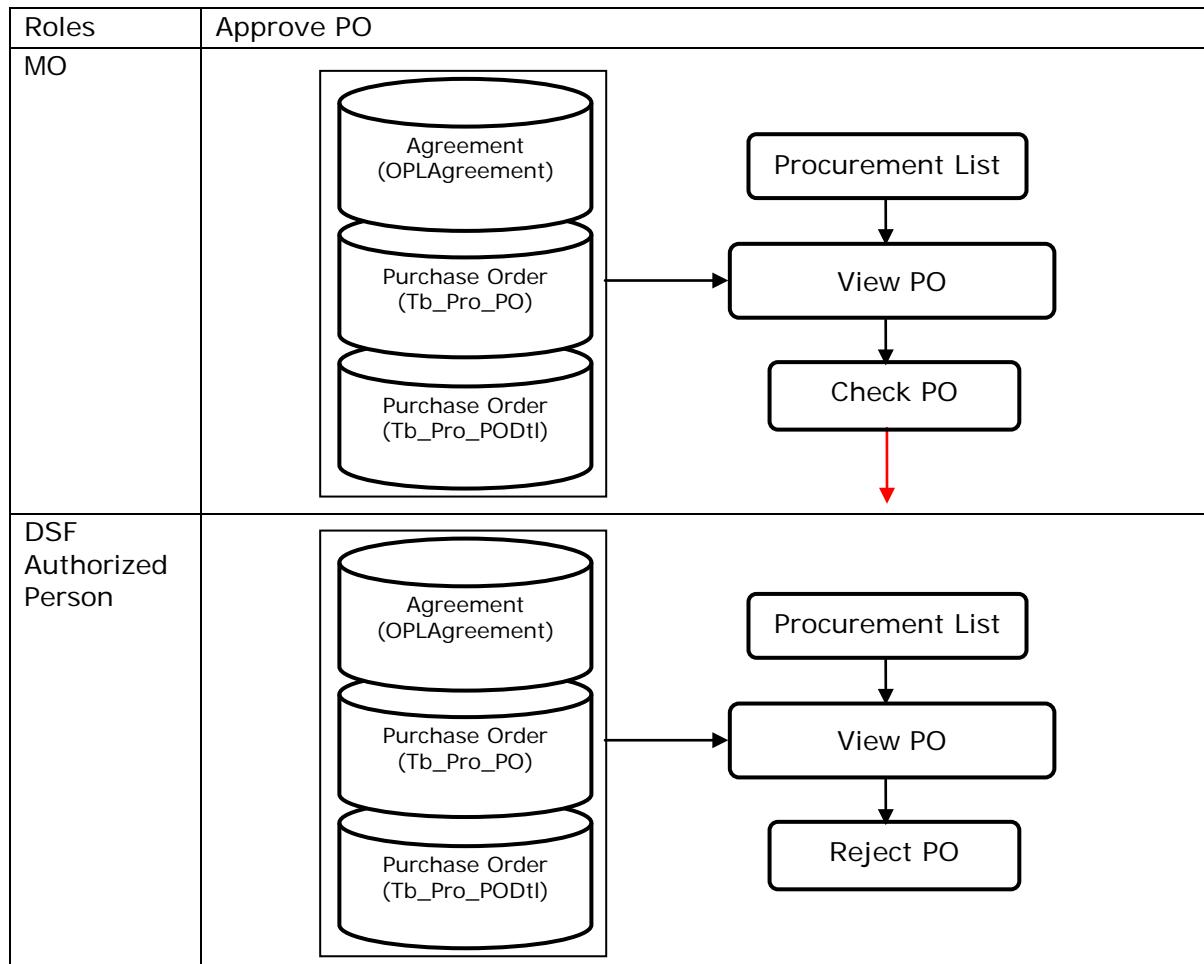 Roles
Approve PO
MO
Agreement
(OPLAgreement)
Purchase Order
(Tb_Pro_PO)
Purchase Order
(Tb_Pro_PODtl)
Procurement List
View PO
Check PO
DSF
Authorized
Person
Agreement
(OPLAgreement)
Purchase Order
(Tb_Pro_PO)
Purchase Order
(Tb_Pro_PODtl)
Procurement List
View PO
Reject PO